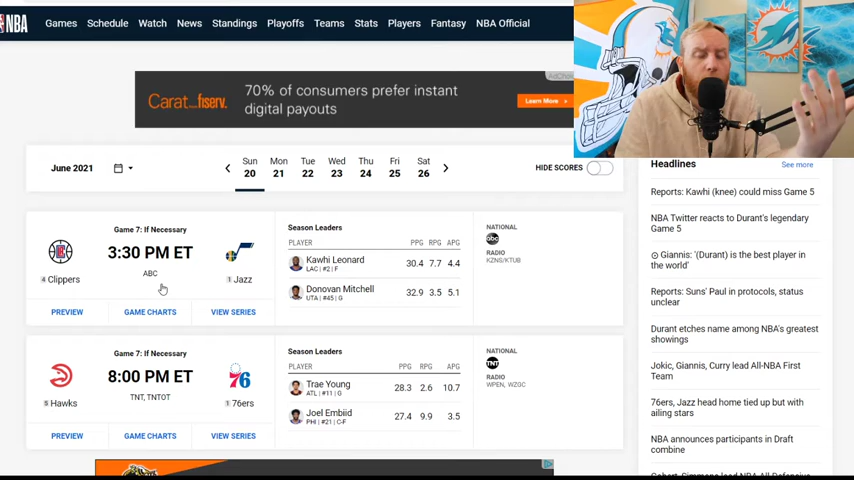 NBA Games Schedule Watch News Standings Playoffs Teams Stats Players Fantasy NBA Official
AdChoices
Carat from fiserv.
70% of consumers prefer instant
digital payouts
Learn More >
June 2021
Sun Mon Tue Wed Thu Fri Sat
20 21 22 23 24 25 26
HIDE SCORES
Game 7: If Necessary
3:30 PM ET
ABC
4 Clippers
1 Jazz
PREVIEW GAME CHARTS VIEW SERIES
Season Leaders
PLAYER PPG RPG APG
Kawhi Leonard 30.4 7.7 4.4
LAC | #2 | F
Donovan Mitchell 32.9 3.5 5.1
UTA | #45 | G
NATIONAL
abc
RADIO
KZNS/KTUB
Game 7: If Necessary
8:00 PM ET
TNT, TNTOT
5 Hawks
76
1 76ers
PREVIEW GAME CHARTS VIEW SERIES
Season Leaders
PLAYER PPG RPG APG
Trae Young 28.3 2.6 10.7
ATL | #11 | G
Joel Embiid 27.4 9.9 3.5
PHI | #21 | C-F
NATIONAL
TNT
RADIO
WPEN, WZGC
Headlines See more
Reports: Kawhi (knee) could miss Game 5
NBA Twitter reacts to Durant's legendary
Game 5
Giannis: '(Durant) is the best player in
the world'
Reports: Suns' Paul in protocols, status
unclear
Durant etches name among NBA's greatest
showings
Jokic, Giannis, Curry lead All-NBA First
Team
76ers, Jazz head home tied up but with
ailing stars
NBA announces participants in Draft
combine